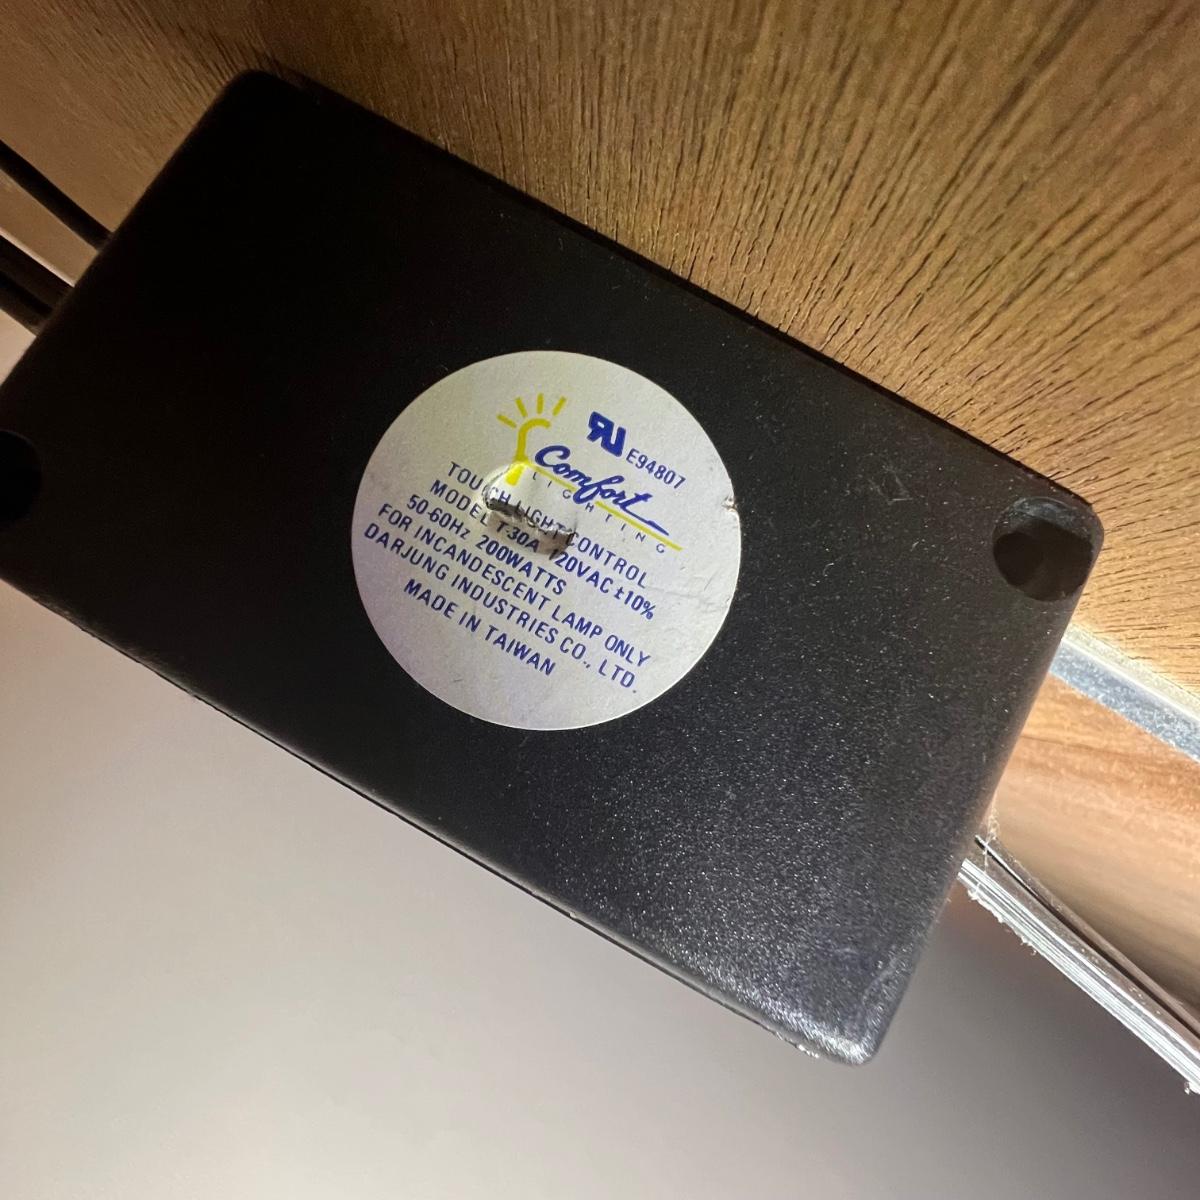 RU E94807
Comfort
LIGHTING
TOUCH LIGHT CONTROL
MODEL T-30A 120VAC ±10%
50-60Hz 200WATTS
FOR INCANDESCENT LAMP ONLY
DARJUNG INDUSTRIES CO., LTD.
MADE IN TAIWAN